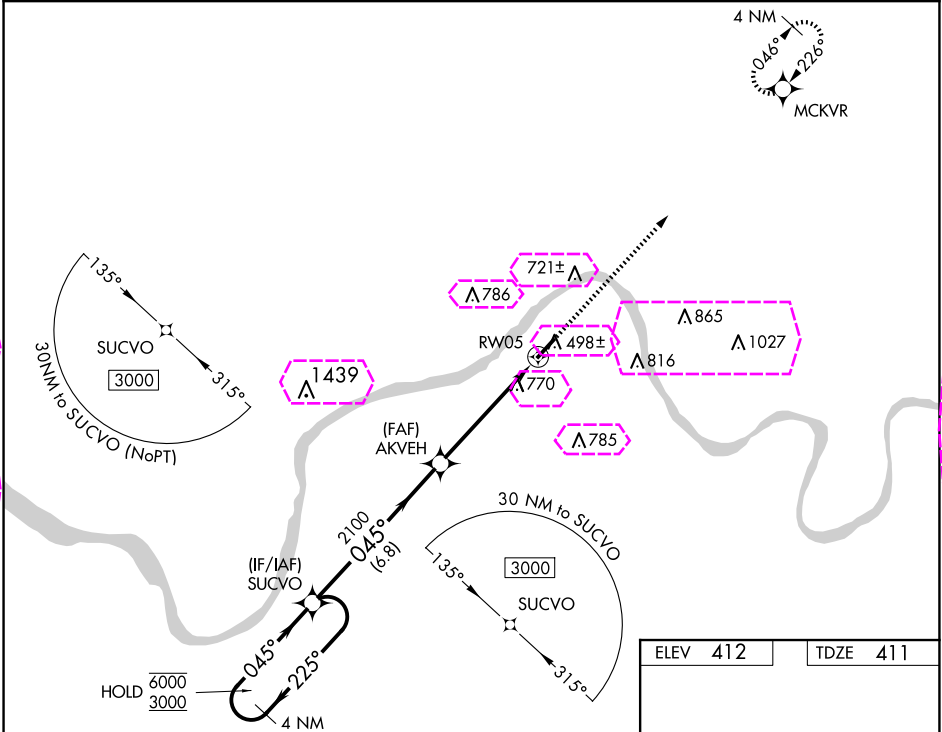 4 NM
046°
226°
MCKVR
135°
SUCVO
3000
315°
30NM to SUCVO (NoPT)
721±
786
865
RW05
498±
1027
816
1439
770
(FAF)
AKVEH
785
2100
045°
(6.8)
30 NM to SUCVO
135°
3000
SUCVO
315°
(IF/IAF)
SUCVO
045°
225°
HOLD 6000
3000
4 NM
ELEV 412
TDZE 411